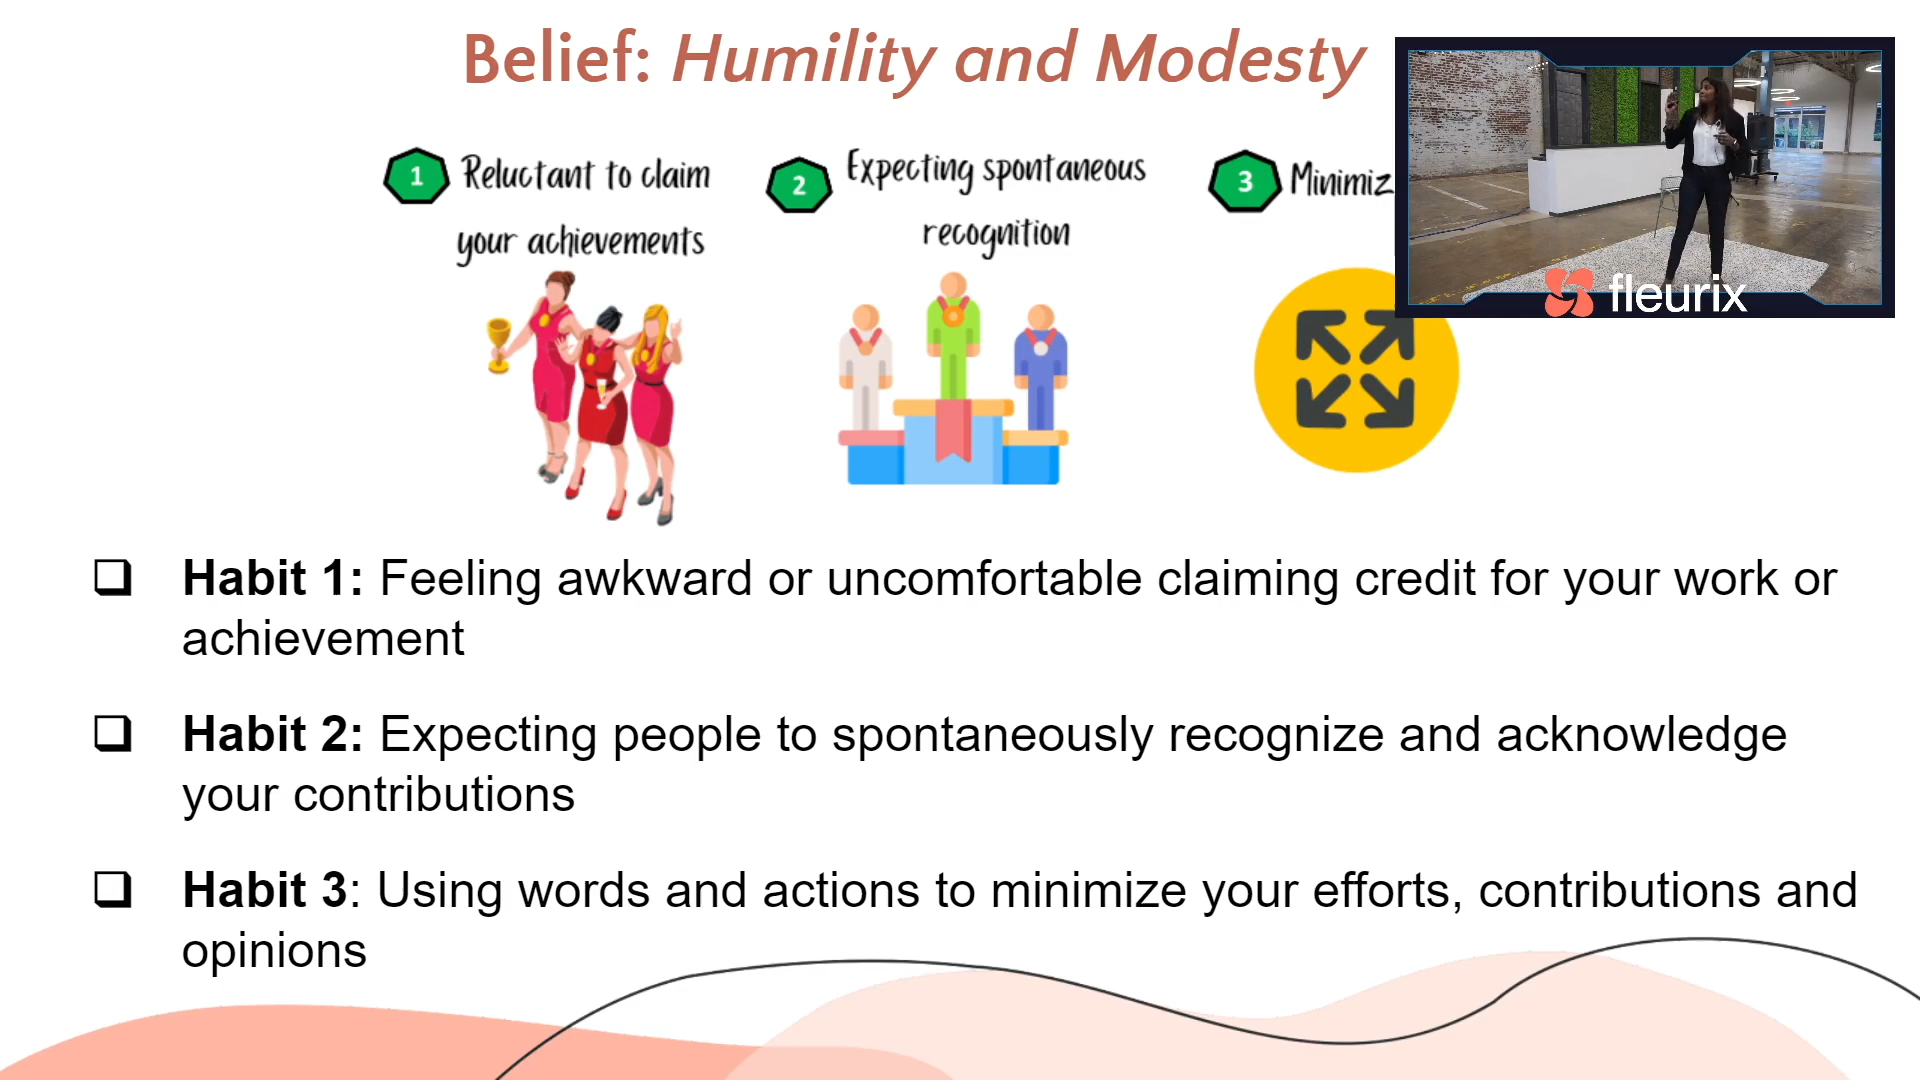 Belief: Humility and Modesty
1 Reluctant to claim
your achievements
2 Expecting spontaneous
recognition
3 Minimiz
fleurix
❑ Habit 1: Feeling awkward or uncomfortable claiming credit for your work or
achievement
❑ Habit 2: Expecting people to spontaneously recognize and acknowledge
your contributions
❑ Habit 3: Using words and actions to minimize your efforts, contributions and
opinions